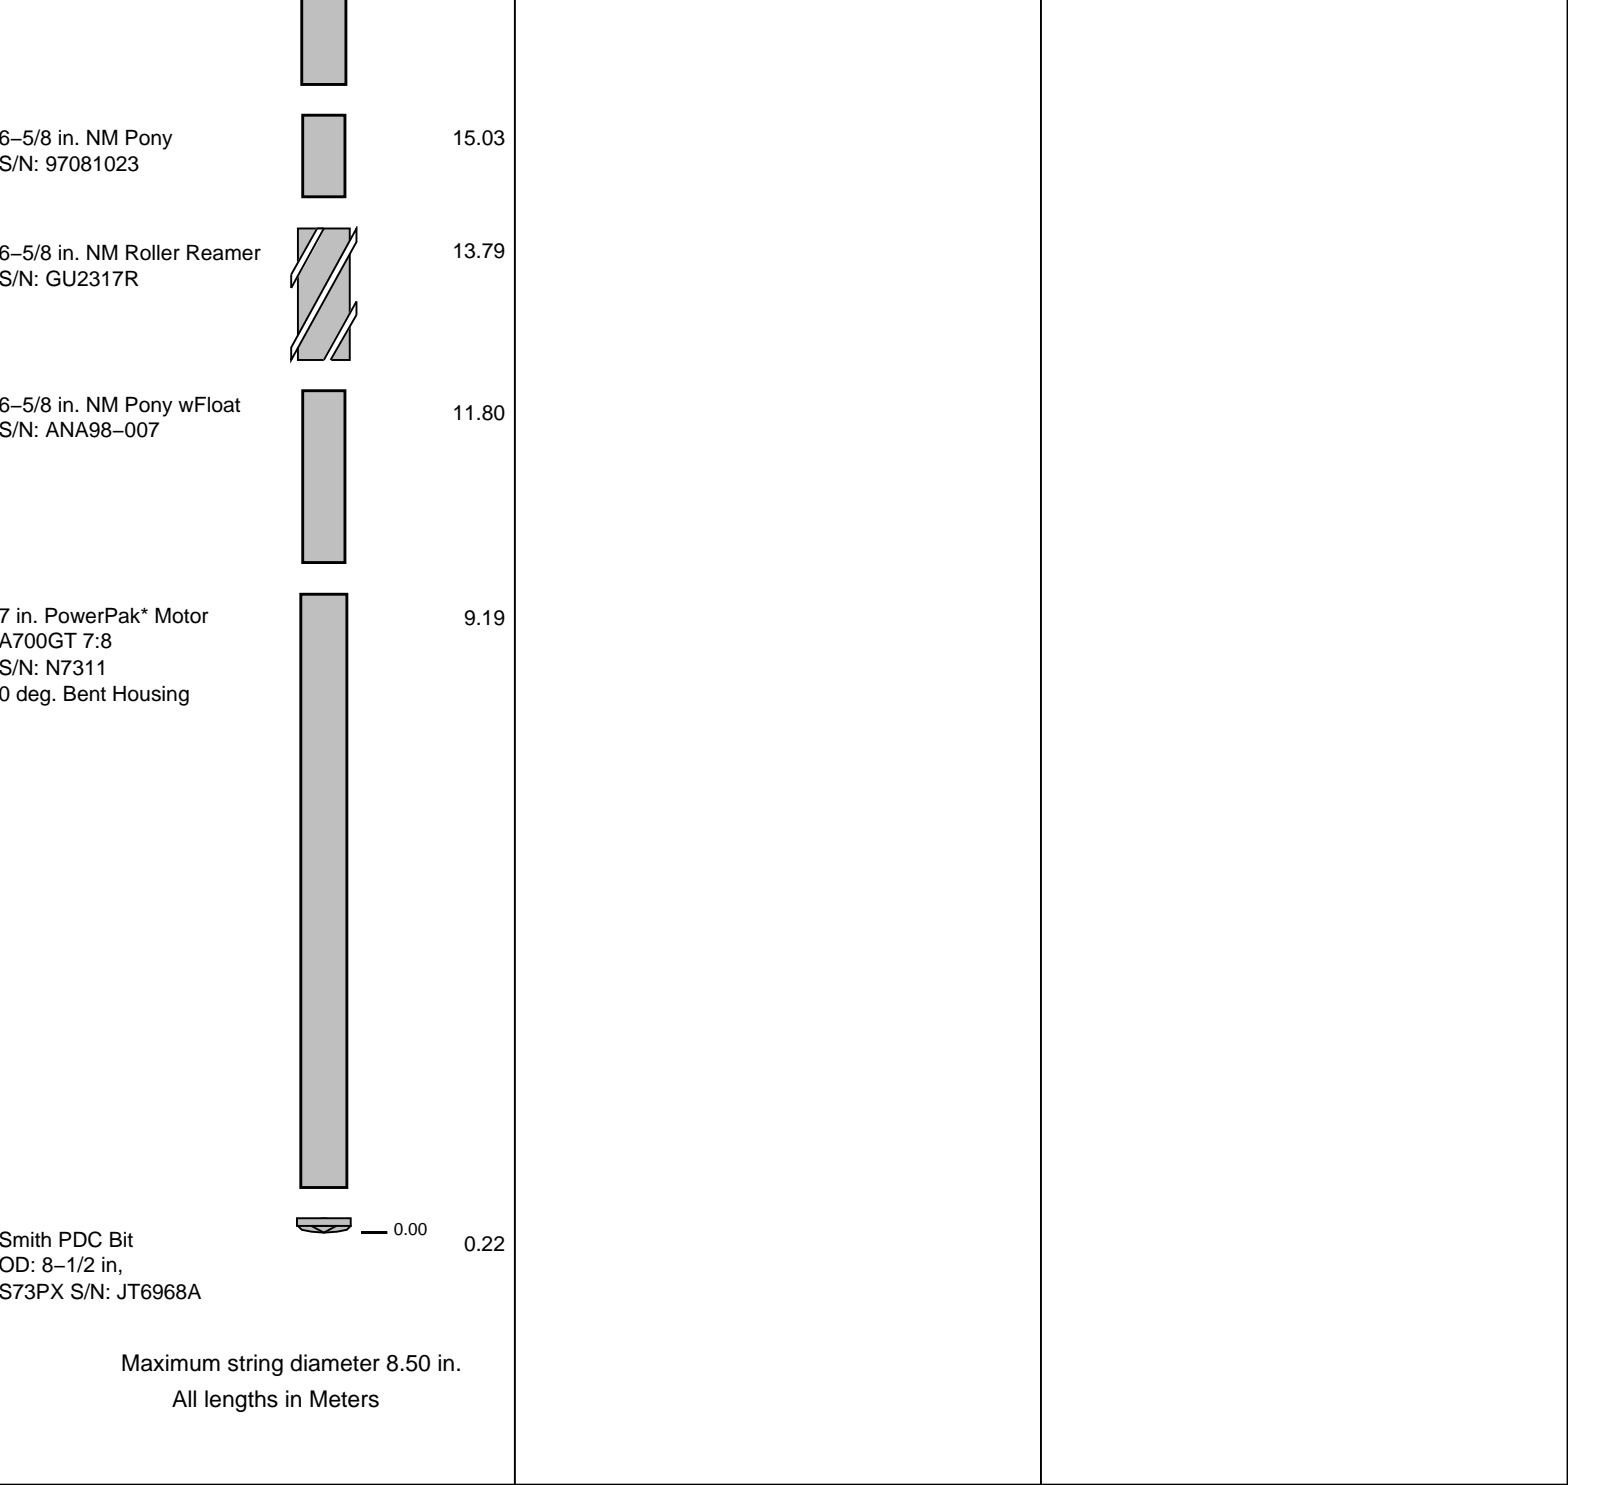 6–5/8 in. NM Pony 15.03
S/N: 97081023
6–5/8 in. NM Roller Reamer 13.79
S/N: GU2317R
6–5/8 in. NM Pony wFloat 11.80
S/N: ANA98–007
7 in. PowerPak* Motor 9.19
A700GT 7:8
S/N: N7311
0 deg. Bent Housing
0.00
Smith PDC Bit 0.22
OD: 8–1/2 in,
S73PX S/N: JT6968A
Maximum string diameter 8.50 in.
All lengths in Meters